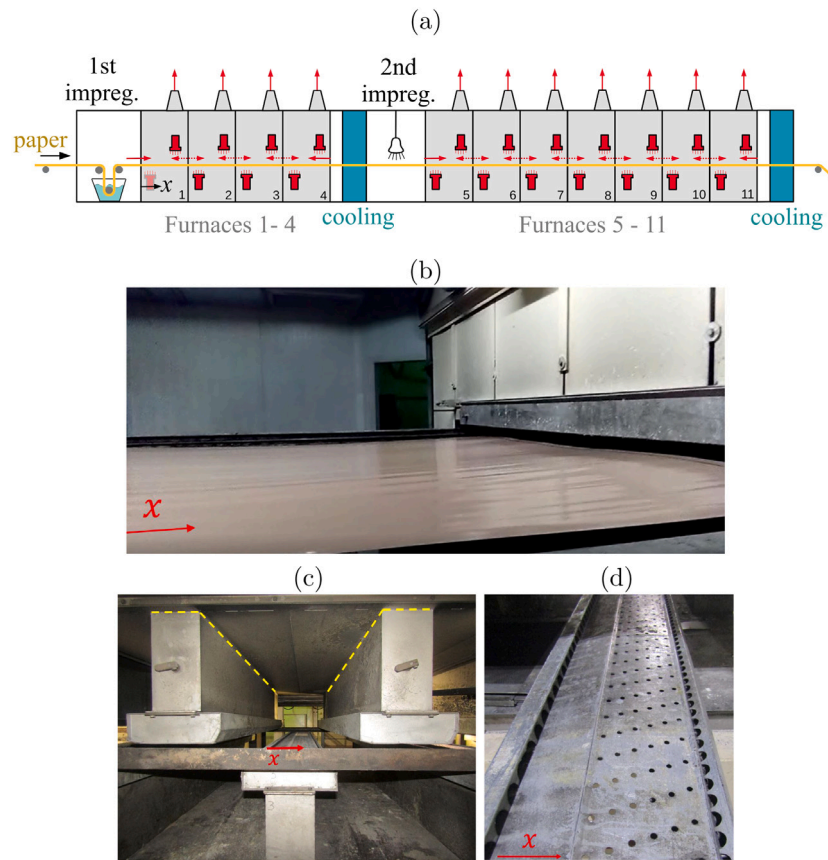 (a)
1st
impreg.
2nd
impreg.
paper
x
1
2
3
4
5
6
7
8
9
10
11
Furnaces 1- 4
cooling
Furnaces 5 - 11
cooling
(b)
x
(c)
(d)
x
x